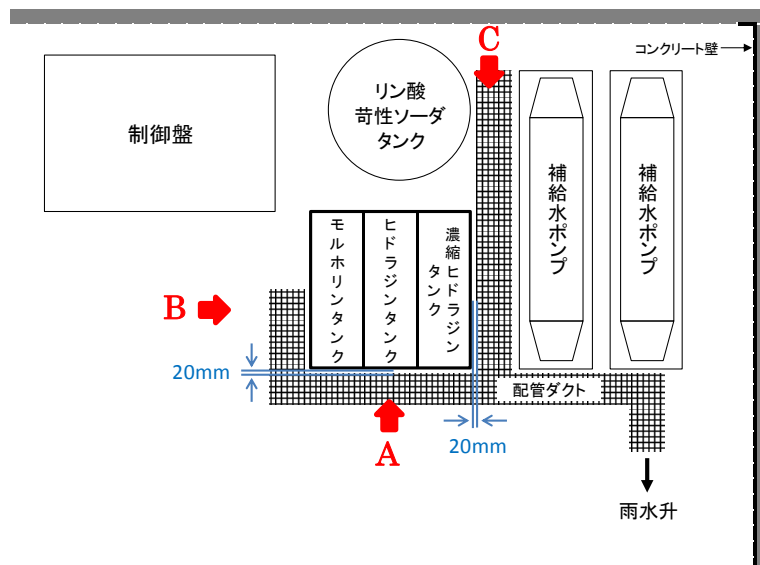 C
コンクリート壁
リン酸
苛性ソーダ
タンク
制御盤
補給水ポンプ
補給水ポンプ
モルホリンタンク
ヒドラジンタンク
濃縮ヒドラジン
タンク
B
20mm
配管ダクト
A
20mm
雨水升